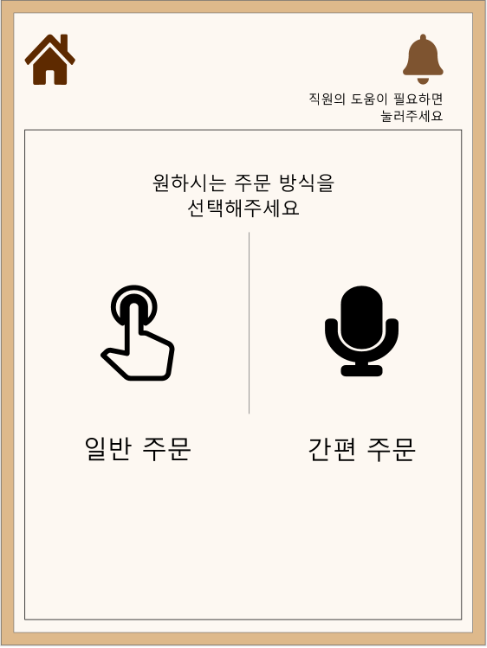 직원의 도움이 필요하면
눌러주세요
원하시는 주문 방식을
선택해주세요
일반 주문
간편 주문